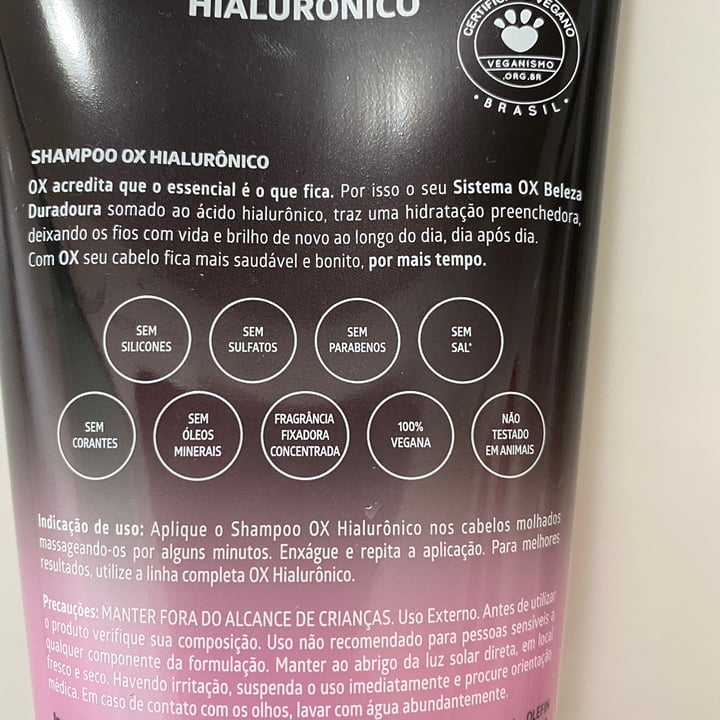 HIALURÔNICO
CERTIFICADO VEGANO
VEGANISMO
.ORG.BR
• BRASIL •
SHAMPOO OX HIALURÔNICO
OX acredita que o essencial é o que fica. Por isso o seu Sistema OX Beleza
Duradoura somado ao ácido hialurônico, traz uma hidratação preenchedora,
deixando os fios com vida e brilho de novo ao longo do dia, dia após dia.
Com OX seu cabelo fica mais saudável e bonito, por mais tempo.
SEM
SILICONES
SEM
SULFATOS
SEM
PARABENOS
SEM
SAL*
SEM
CORANTES
SEM
ÓLEOS
MINERAIS
FRAGRÂNCIA
FIXADORA
CONCENTRADA
100%
VEGANA
NÃO
TESTADO
EM ANIMAIS
Indicação de uso: Aplique o Shampoo OX Hialurônico nos cabelos molhados
massageando-os por alguns minutos. Enxágue e repita a aplicação. Para melhores
resultados, utilize a linha completa OX Hialurônico.
Precauções: MANTER FORA DO ALCANCE DE CRIANÇAS. Uso Externo. Antes de utilizar
o produto verifique sua composição. Uso não recomendado para pessoas sensíveis a
qualquer componente da formulação. Manter ao abrigo da luz solar direta, em local
fresco e seco. Havendo irritação, suspenda o uso imediatamente e procure orientação
médica. Em caso de contato com os olhos, lavar com água abundantemente.
OLEFIN